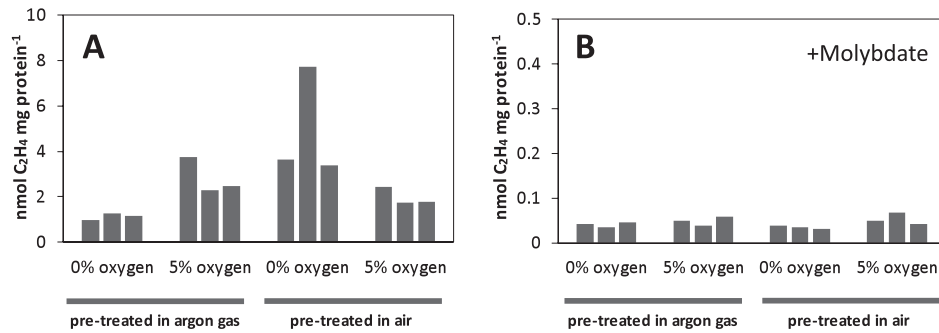 A
nmol C₂H₄ mg protein⁻¹
10
8
6
4
2
0
0% oxygen 5% oxygen 0% oxygen 5% oxygen
pre-treated in argon gas pre-treated in air
B
+Molybdate
nmol C₂H₄ mg protein⁻¹
0.5
0.4
0.3
0.2
0.1
0
0% oxygen 5% oxygen 0% oxygen 5% oxygen
pre-treated in argon gas pre-treated in air